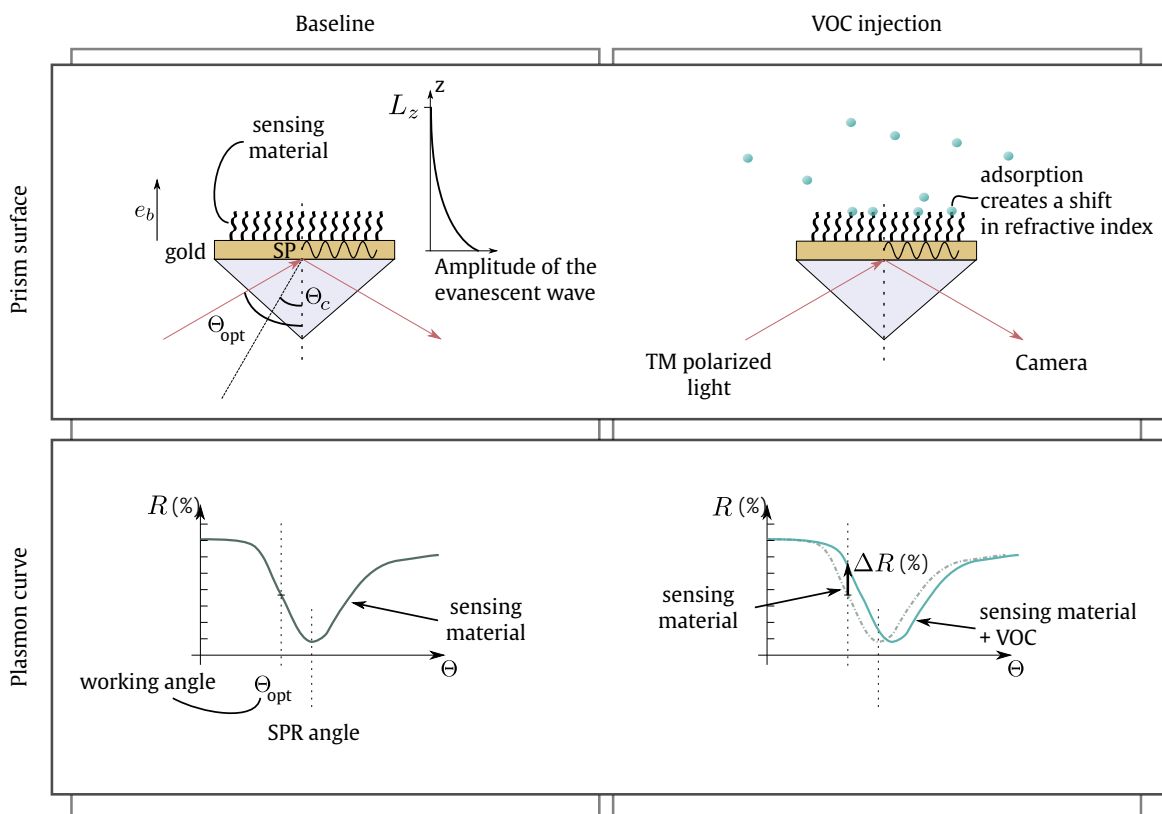 Baseline
VOC injection
Prism surface
z
L_z
sensing
material
e_b
gold
SP
Θ_c
Θ_opt
Amplitude of the
evanescent wave
adsorption
creates a shift
in refractive index
TM polarized
light
Camera
Plasmon curve
R (%)
sensing
material
Θ
working angle
Θ_opt
SPR angle
R (%)
ΔR (%)
sensing
material
sensing material
+ VOC
Θ